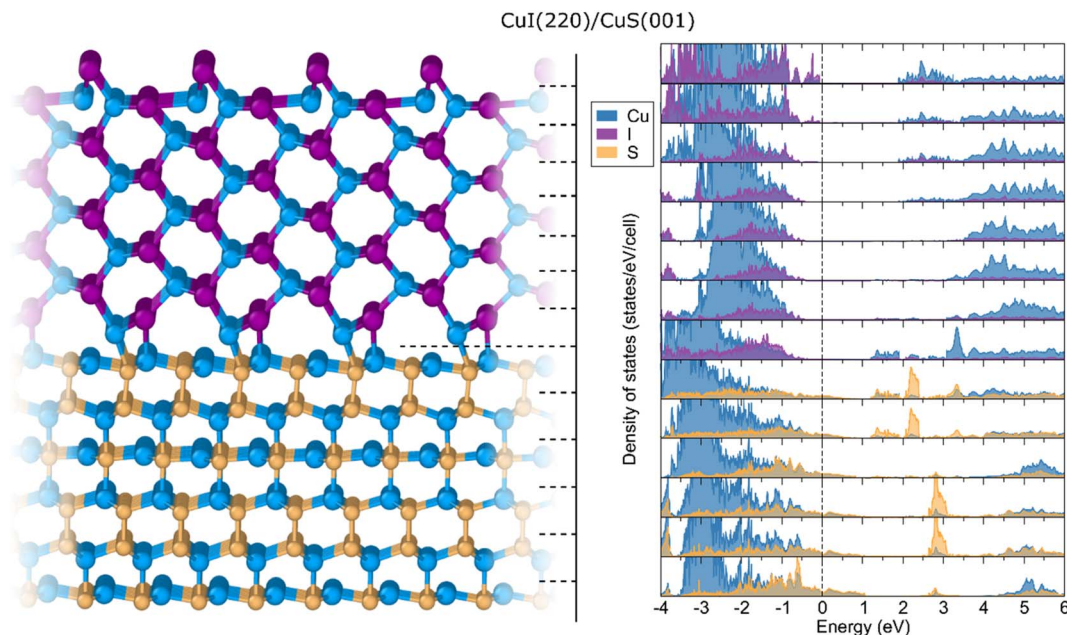 CuI(220)/CuS(001)
Cu
I
S
Density of states (states/eV/cell)
-4 -3 -2 -1 0 1 2 3 4 5 6
Energy (eV)